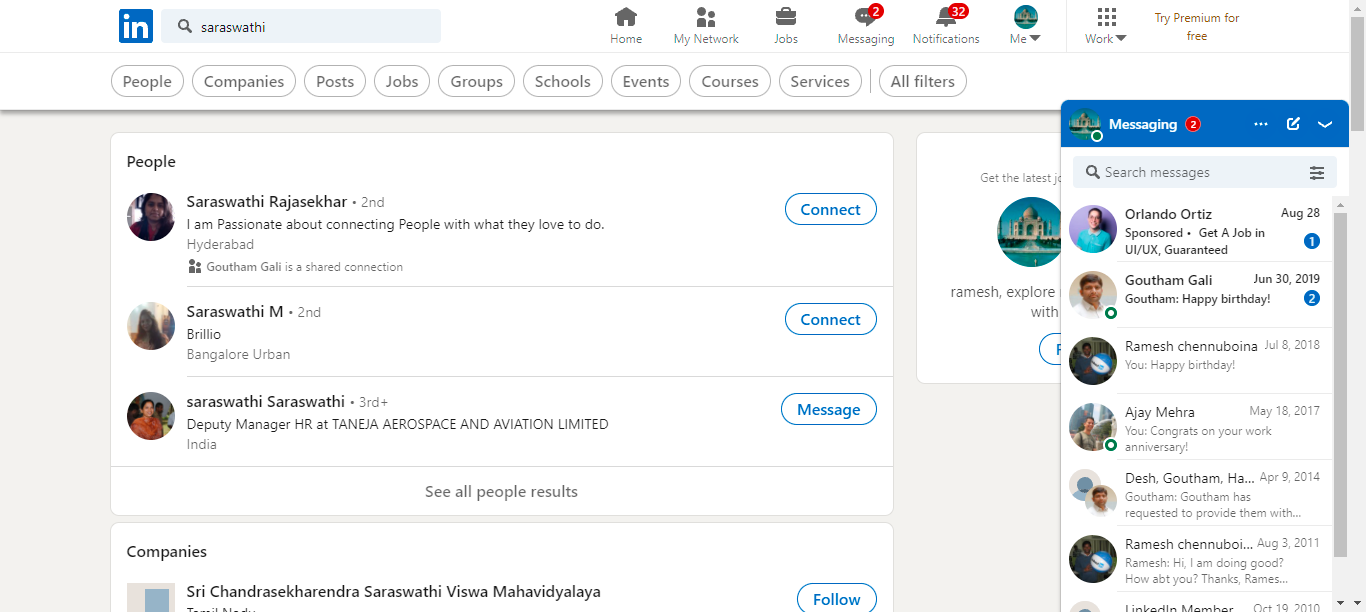 in
saraswathi
Home
My Network
Jobs
2
Messaging
32
Notifications
Me
Work
Try Premium for
free
People
Companies
Posts
Jobs
Groups
Schools
Events
Courses
Services
All filters
People
Saraswathi Rajasekhar • 2nd
I am Passionate about connecting People with what they love to do.
Hyderabad
Goutham Gali is a shared connection
Connect
Saraswathi M • 2nd
Brillio
Bangalore Urban
Connect
saraswathi Saraswathi • 3rd+
Deputy Manager HR at TANEJA AEROSPACE AND AVIATION LIMITED
India
Message
See all people results
Companies
Sri Chandrasekharendra Saraswathi Viswa Mahavidyalaya
Tamil Nadu
Follow
Get the latest
ramesh, explore
with
Messaging 2
Search messages
Orlando Ortiz Aug 28
Sponsored • Get A Job in
UI/UX, Guaranteed
1
Goutham Gali Jun 30, 2019
Goutham: Happy birthday! 2
Ramesh chennuboina Jul 8, 2018
You: Happy birthday!
Ajay Mehra May 18, 2017
You: Congrats on your work
anniversary!
Desh, Goutham, Ha... Apr 9, 2014
Goutham: Goutham has
requested to provide them with...
Ramesh chennuboi... Aug 3, 2011
Ramesh: Hi, I am doing good?
How abt you? Thanks, Rames...
LinkedIn Member Oct 19, 2010